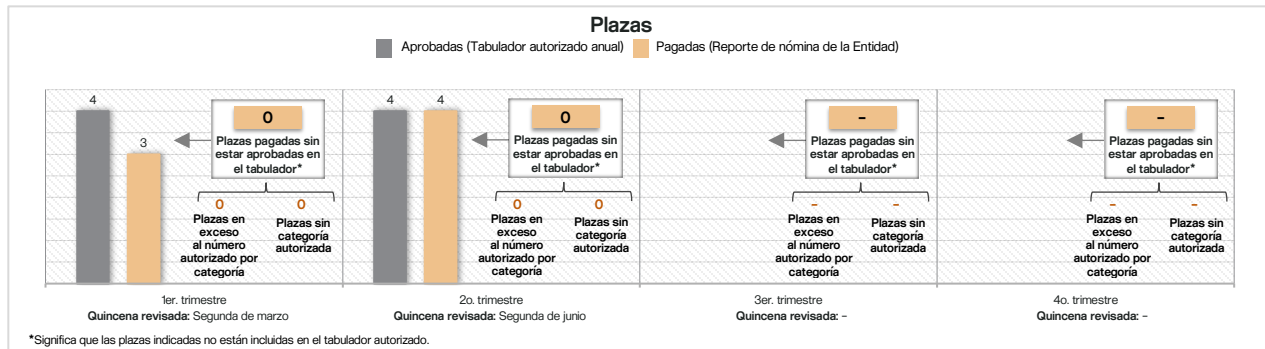 Plazas
Aprobadas (Tabulador autorizado anual)
Pagadas (Reporte de nómina de la Entidad)
4
3
0
Plazas pagadas sin
estar aprobadas en
el tabulador*
0
0
Plazas en
exceso
al número
autorizado por
categoría
Plazas sin
categoría
autorizada
1er. trimestre
Quincena revisada: Segunda de marzo
4
4
0
Plazas pagadas sin
estar aprobadas en
el tabulador*
0
0
Plazas en
exceso
al número
autorizado por
categoría
Plazas sin
categoría
autorizada
2o. trimestre
Quincena revisada: Segunda de junio
-
Plazas pagadas sin
estar aprobadas en
el tabulador*
-
-
Plazas en
exceso
al número
autorizado por
categoría
Plazas sin
categoría
autorizada
3er. trimestre
Quincena revisada: -
-
Plazas pagadas sin
estar aprobadas en
el tabulador*
-
-
Plazas en
exceso
al número
autorizado por
categoría
Plazas sin
categoría
autorizada
4o. trimestre
Quincena revisada: -
*Significa que las plazas indicadas no están incluidas en el tabulador autorizado.